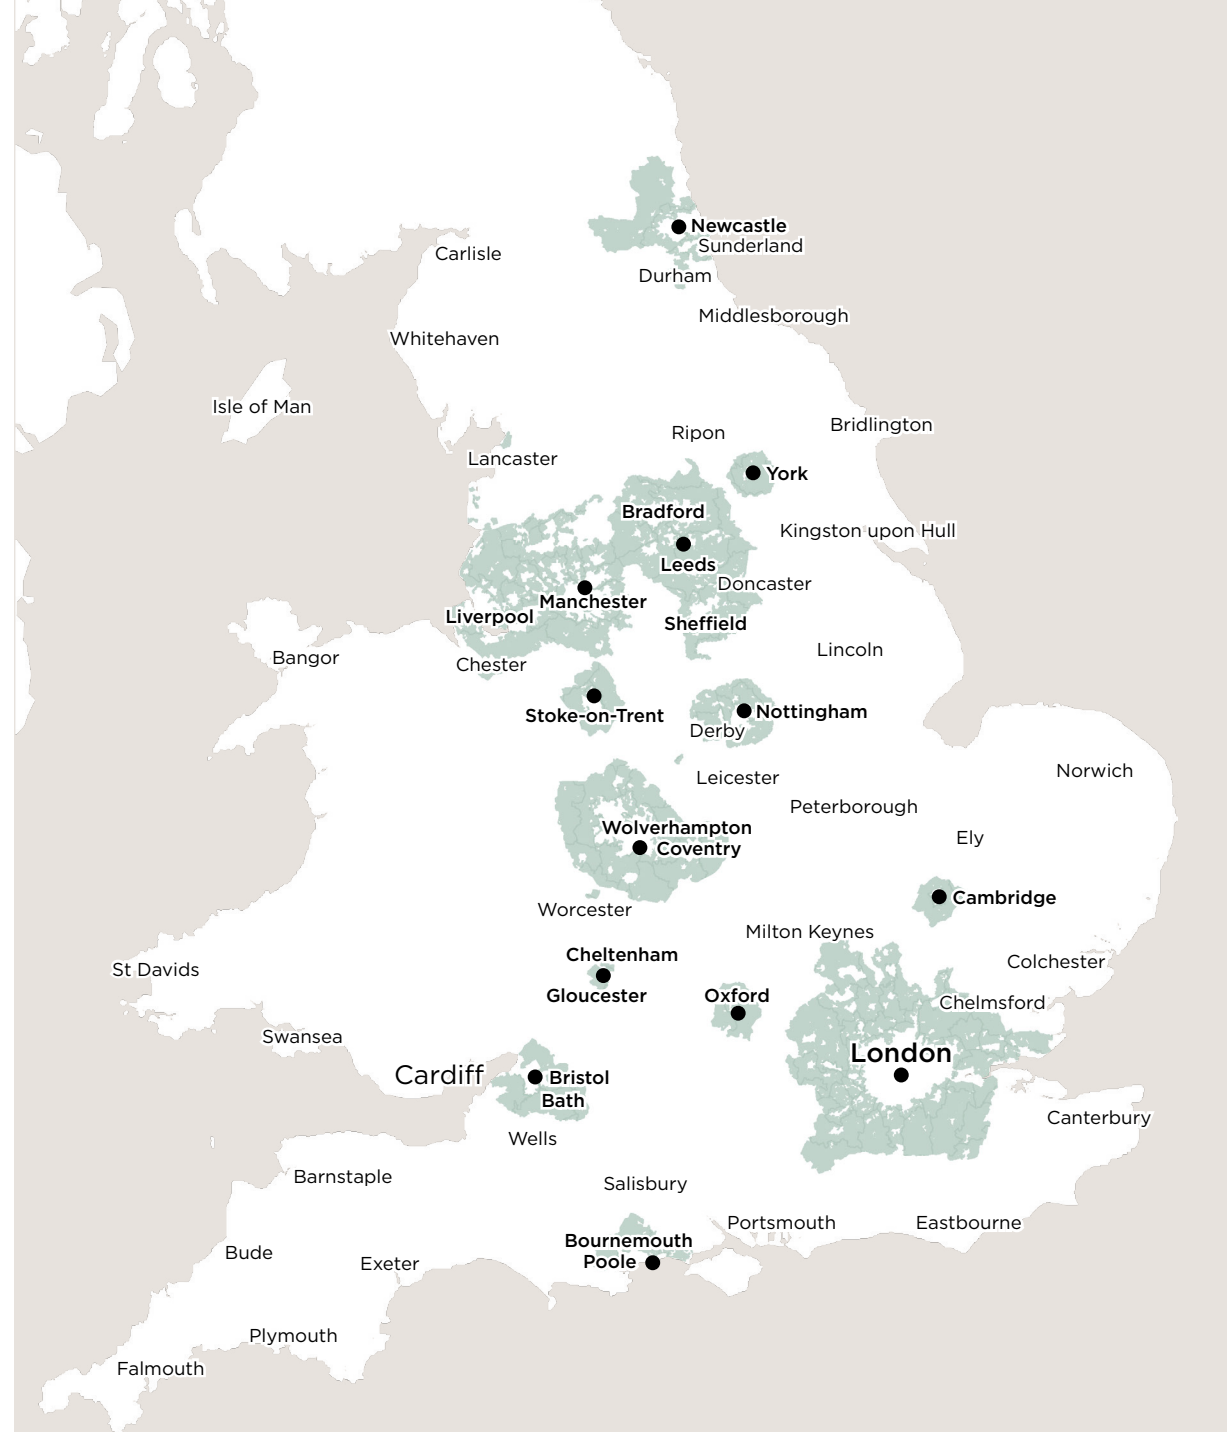 Newcastle
Sunderland
Carlisle
Durham
Middlesborough
Whitehaven
Isle of Man
Bridlington
Ripon
Lancaster
York
Bradford
Kingston upon Hull
Leeds
Doncaster
Manchester
Liverpool
Sheffield
Lincoln
Bangor
Chester
Stoke-on-Trent
Nottingham
Derby
Norwich
Leicester
Peterborough
Wolverhampton
Ely
Coventry
Cambridge
Worcester
Milton Keynes
Cheltenham
Colchester
St Davids
Gloucester
Oxford
Chelmsford
Swansea
London
Cardiff
Bristol
Bath
Canterbury
Wells
Barnstaple
Salisbury
Portsmouth
Eastbourne
Bournemouth
Bude
Exeter
Poole
Plymouth
Falmouth